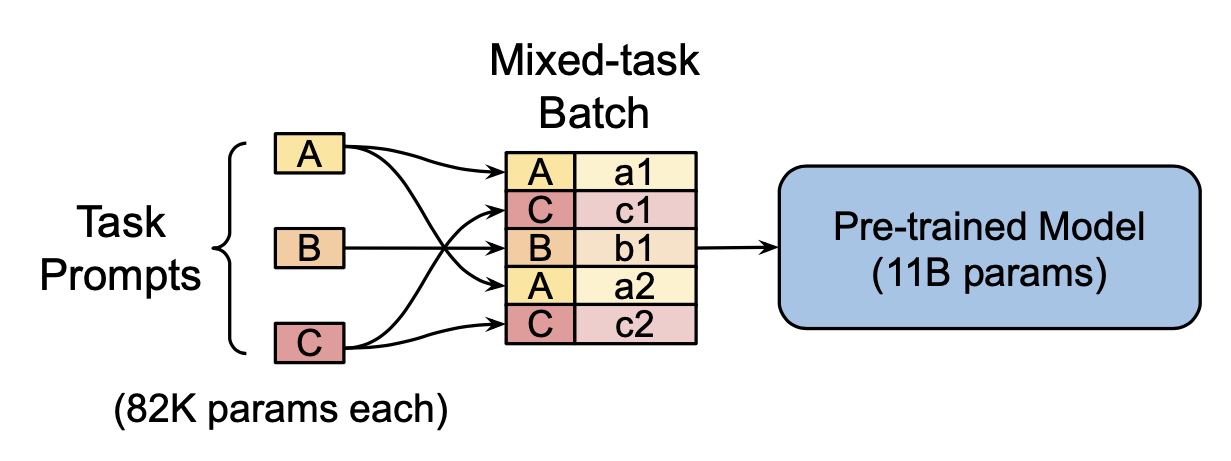 Mixed-task
Batch
Task
Prompts
A
B
C
(82K params each)
A a1
C c1
B b1
A a2
C c2
Pre-trained Model
(11B params)